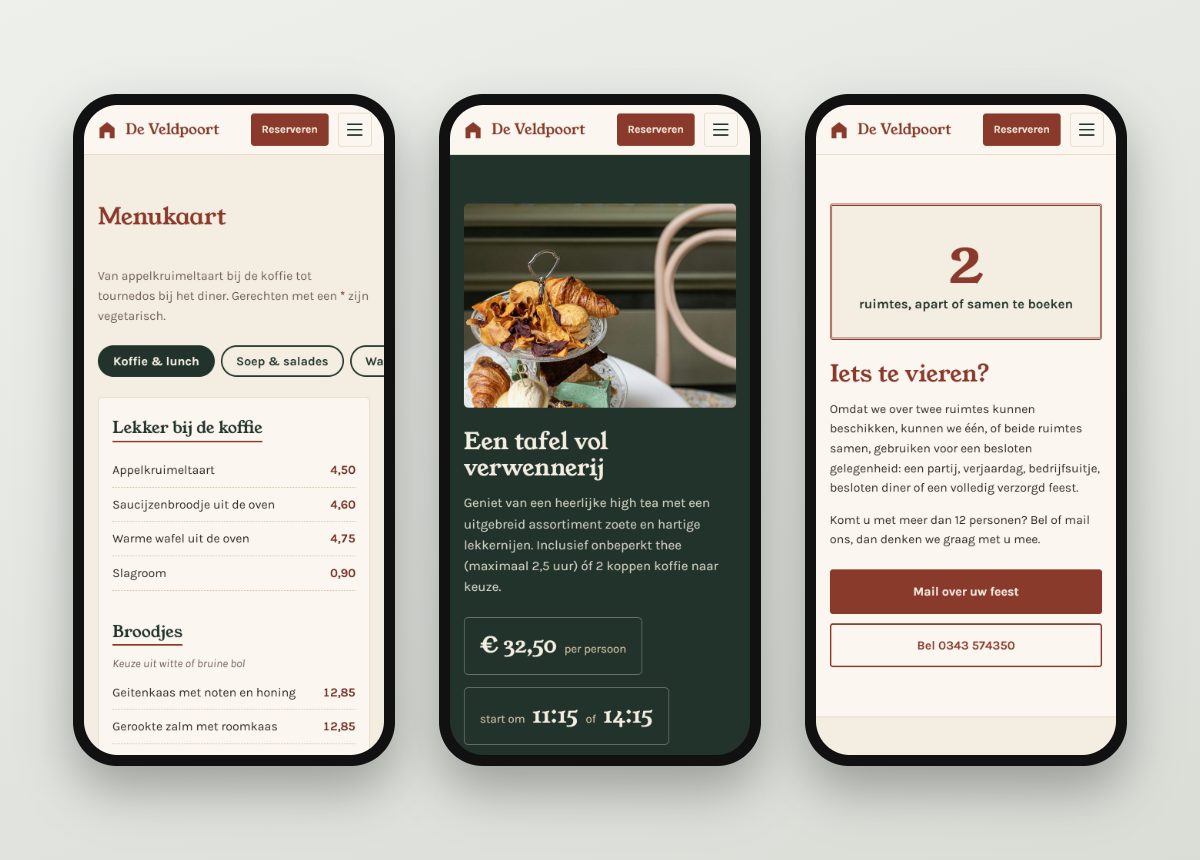 De Veldpoort
Reserveren
Menukaart
Van appelkruimeltaart bij de koffie tot
tournedos bij het diner. Gerechten met een * zijn
vegetarisch.
Koffie & lunch
Soep & salades
Wa
Lekker bij de koffie
Appelkruimeltaart 4,50
Saucijzenbroodje uit de oven 4,60
Warme wafel uit de oven 4,75
Slagroom 0,90
Broodjes
Keuze uit witte of bruine bol
Geitenkaas met noten en honing 12,85
Gerookte zalm met roomkaas 12,85
De Veldpoort
Reserveren
Een tafel vol
verwennerij
Geniet van een heerlijke high tea met een
uitgebreid assortiment zoete en hartige
lekkernijen. Inclusief onbeperkt thee
(maximaal 2,5 uur) óf 2 koppen koffie naar
keuze.
€ 32,50 per persoon
start om 11:15 of 14:15
De Veldpoort
Reserveren
2
ruimtes, apart of samen te boeken
Iets te vieren?
Omdat we over twee ruimtes kunnen
beschikken, kunnen we één, of beide ruimtes
samen, gebruiken voor een besloten
gelegenheid: een partij, verjaardag, bedrijfsuitje,
besloten diner of een volledig verzorgd feest.
Komt u met meer dan 12 personen? Bel of mail
ons, dan denken we graag met u mee.
Mail over uw feest
Bel 0343 574350